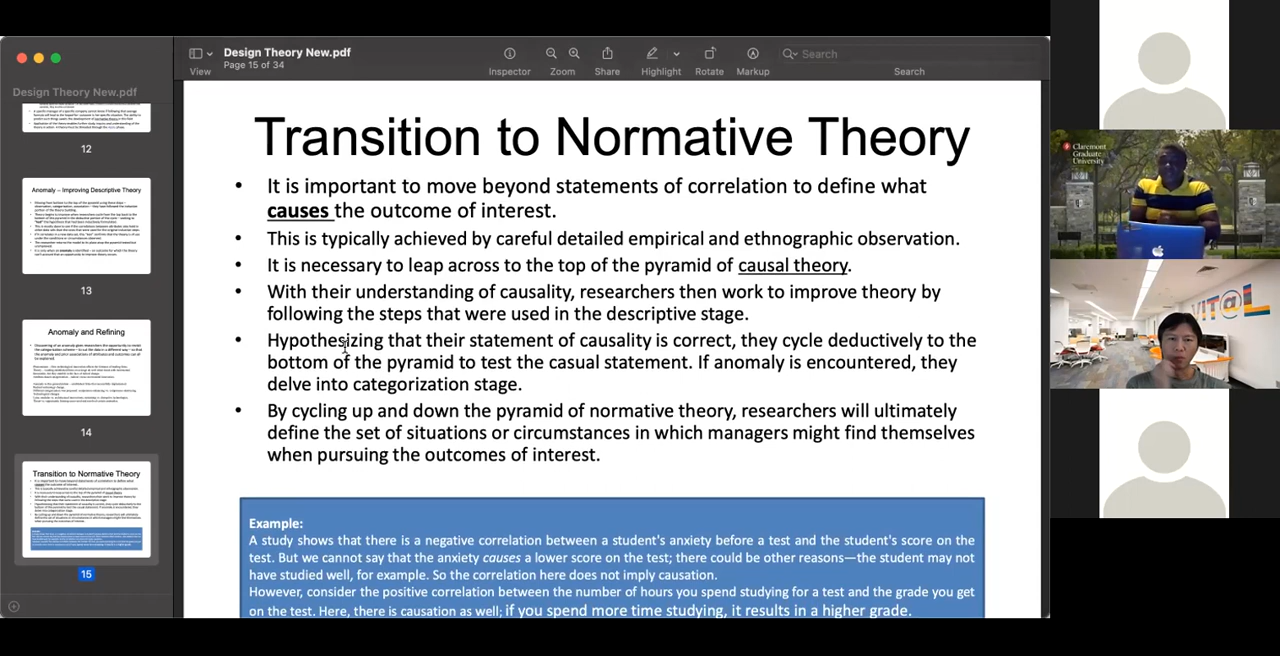 Design Theory New.pdf
Page 15 of 34
View
Inspector
Zoom
Share
Highlight
Rotate
Markup
Search
Search
Design Theory New.pdf
12
Anomaly – Improving Descriptive Theory
13
Anomaly and Refining
14
Transition to Normative Theory
15
Transition to Normative Theory
• It is important to move beyond statements of correlation to define what
causes the outcome of interest.
• This is typically achieved by careful detailed empirical and ethnographic observation.
• It is necessary to leap across to the top of the pyramid of causal theory.
• With their understanding of causality, researchers then work to improve theory by
following the steps that were used in the descriptive stage.
• Hypothesizing that their statement of causality is correct, they cycle deductively to the
bottom of the pyramid to test the casual statement. If anomaly is encountered, they
delve into categorization stage.
• By cycling up and down the pyramid of normative theory, researchers will ultimately
define the set of situations or circumstances in which managers might find themselves
when pursuing the outcomes of interest.
Example:
A study shows that there is a negative correlation between a student's anxiety before a test and the student's score on the
test. But we cannot say that the anxiety causes a lower score on the test; there could be other reasons—the student may not
have studied well, for example. So the correlation here does not imply causation.
However, consider the positive correlation between the number of hours you spend studying for a test and the grade you get
on the test. Here, there is causation as well; if you spend more time studying, it results in a higher grade.
Claremont
Graduate
University
VIT@L